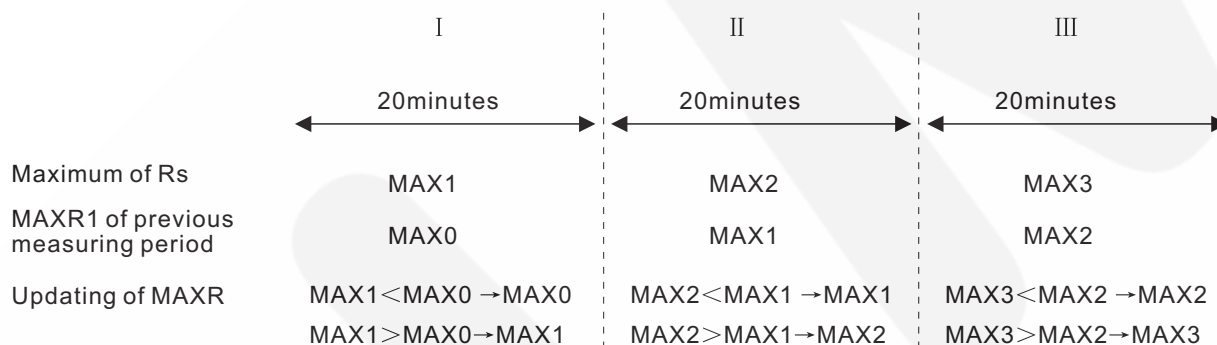 Ⅰ Ⅱ Ⅲ
20minutes 20minutes 20minutes
Maximum of Rs MAX1 MAX2 MAX3
MAXR1 of previous
measuring period MAX0 MAX1 MAX2
Updating of MAXR MAX1<MAX0→MAX0 MAX2<MAX1→MAX1 MAX3<MAX2→MAX2
MAX1>MAX0→MAX1 MAX2>MAX1→MAX2 MAX3>MAX2→MAX3